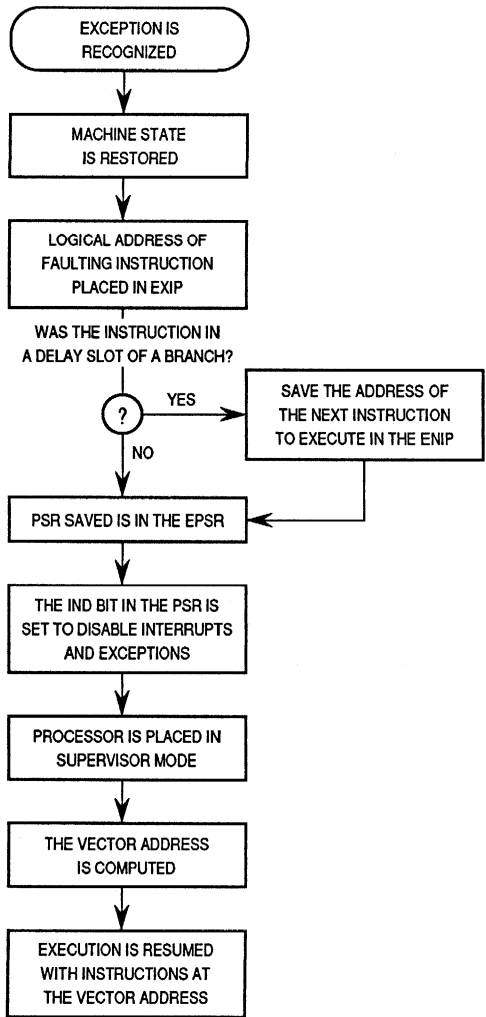 EXCEPTION IS
RECOGNIZED
MACHINE STATE
IS RESTORED
LOGICAL ADDRESS OF
FAULTING INSTRUCTION
PLACED IN EXIP
WAS THE INSTRUCTION IN
A DELAY SLOT OF A BRANCH?
?
YES
SAVE THE ADDRESS OF
THE NEXT INSTRUCTION
TO EXECUTE IN THE ENIP
NO
PSR SAVED IS IN THE EPSR
THE IND BIT IN THE PSR IS
SET TO DISABLE INTERRUPTS
AND EXCEPTIONS
PROCESSOR IS PLACED IN
SUPERVISOR MODE
THE VECTOR ADDRESS
IS COMPUTED
EXECUTION IS RESUMED
WITH INSTRUCTIONS AT
THE VECTOR ADDRESS